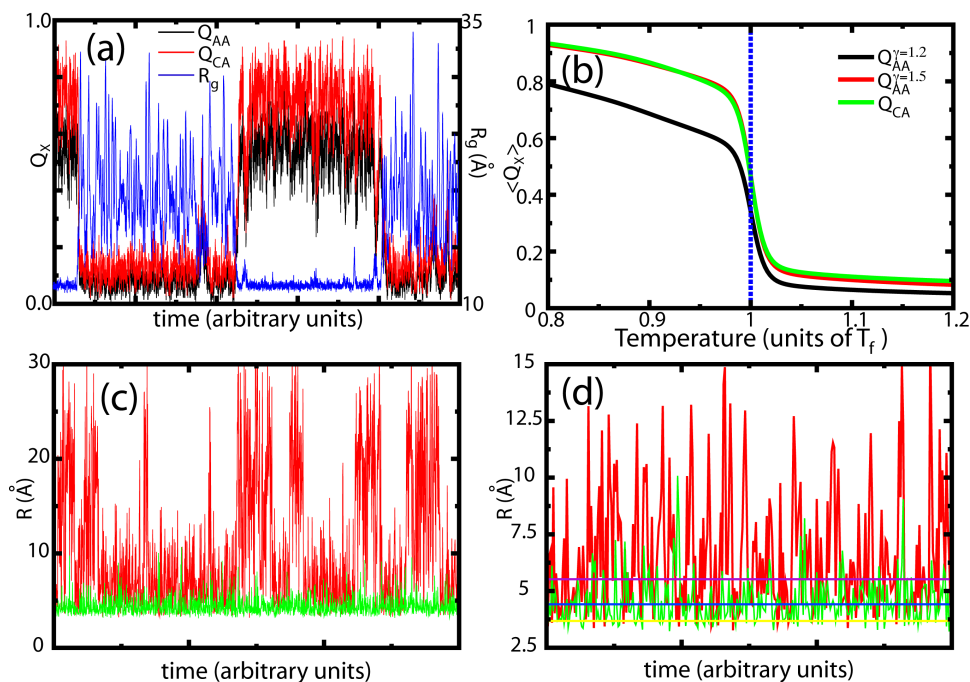 1.0
(a)
Q_AA
Q_CA
R_g
35
Q_X
R_g (Å)
0.0
10
time (arbitrary units)
1
(b)
Q_AA^γ=1.2
Q_AA^γ=1.5
Q_CA
0.8
0.6
<Q_X>
0.4
0.2
0
0.8
0.9
1
1.1
1.2
Temperature (units of T_f )
30
(c)
20
R (Å)
10
0
time (arbitrary units)
15
(d)
12.5
10
R (Å)
7.5
5
2.5
time (arbitrary units)